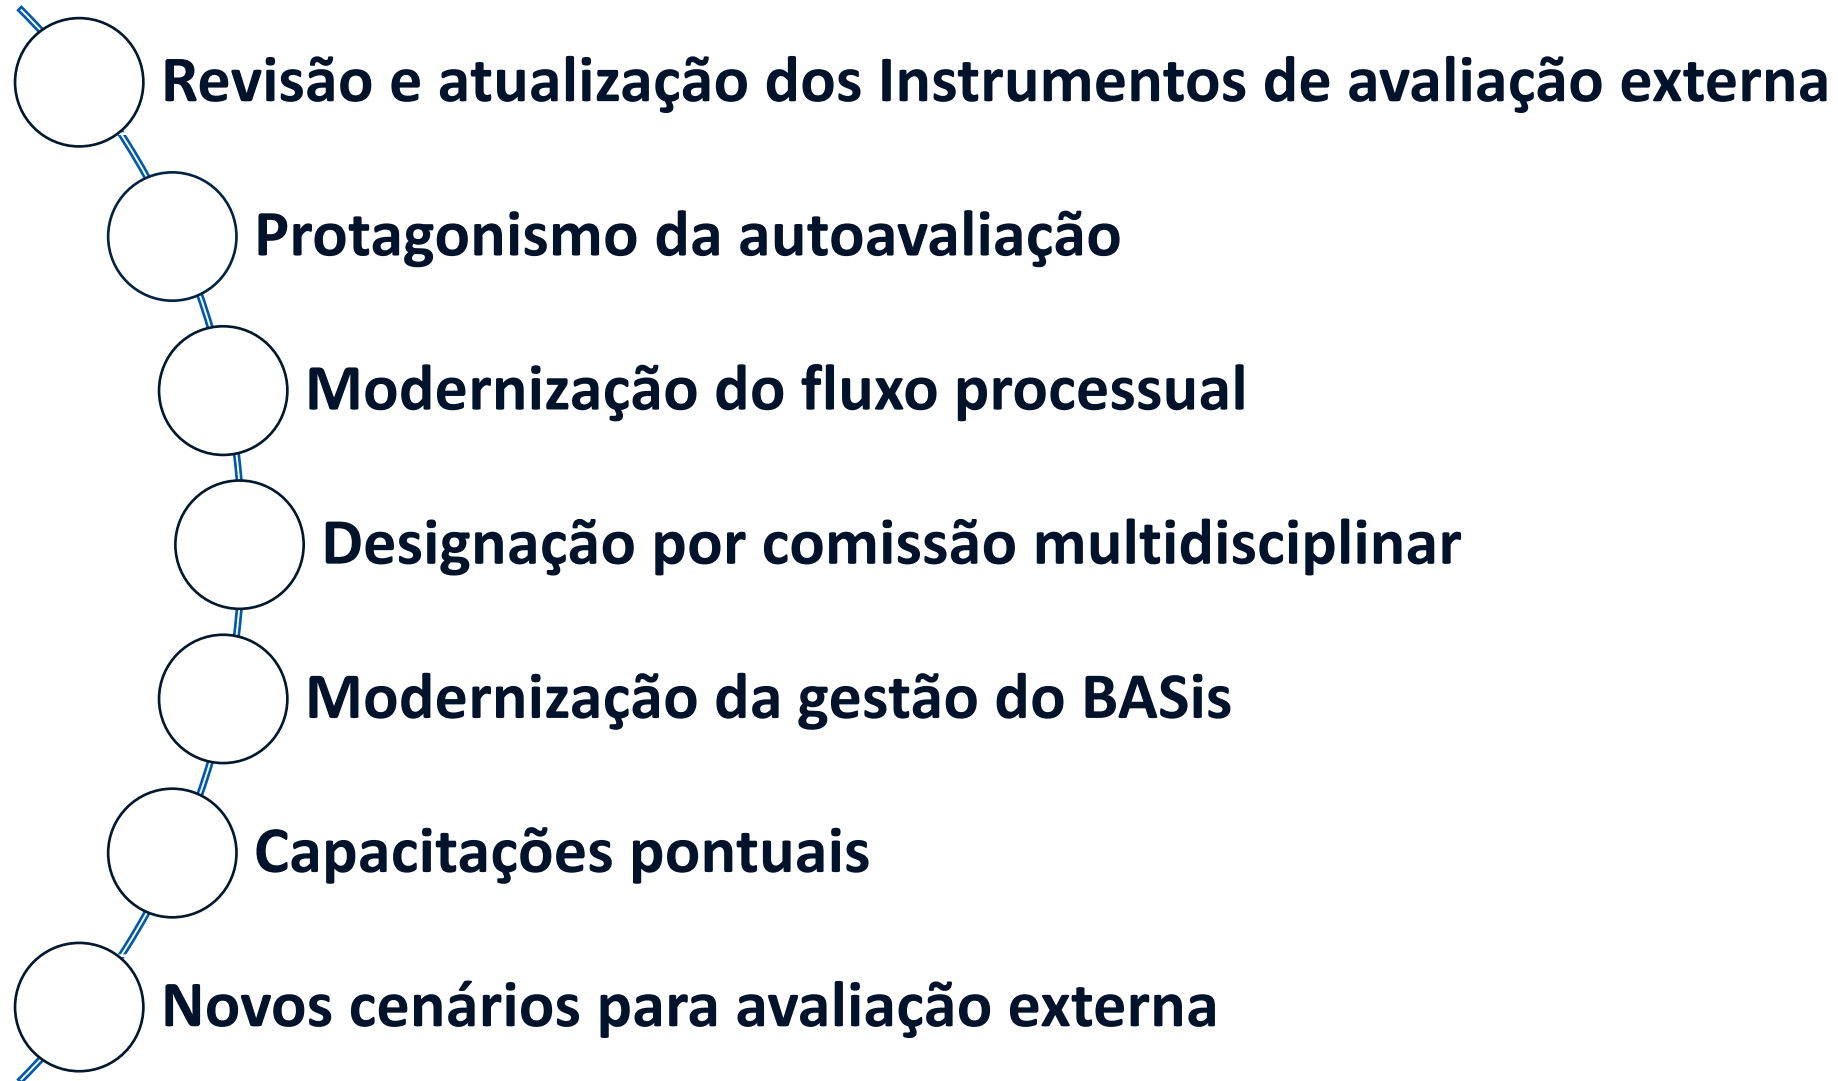 Revisão e atualização dos Instrumentos de avaliação externa
Protagonismo da autoavaliação
Modernização do fluxo processual
Designação por comissão multidisciplinar
Modernização da gestão do BASis
Capacitações pontuais
Novos cenários para avaliação externa